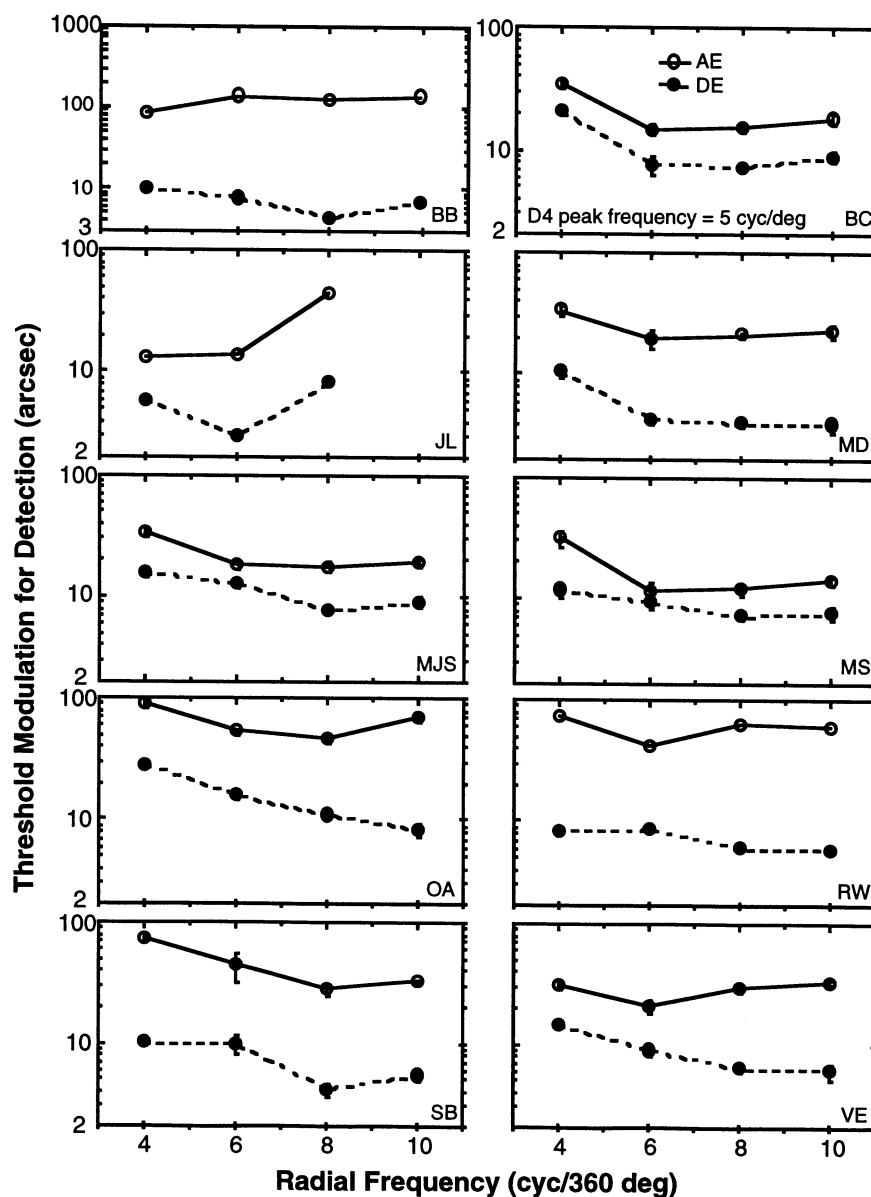 Threshold Modulation for Detection (arcsec)
1000
100
10
3
BB
100
10
2
AE
DE
D4 peak frequency = 5 cyc/deg
BC
100
10
2
JL
MD
100
10
2
MJS
MS
100
10
2
OA
RW
100
10
2
SB
VE
4 6 8 10
4 6 8 10
Radial Frequency (cyc/360 deg)